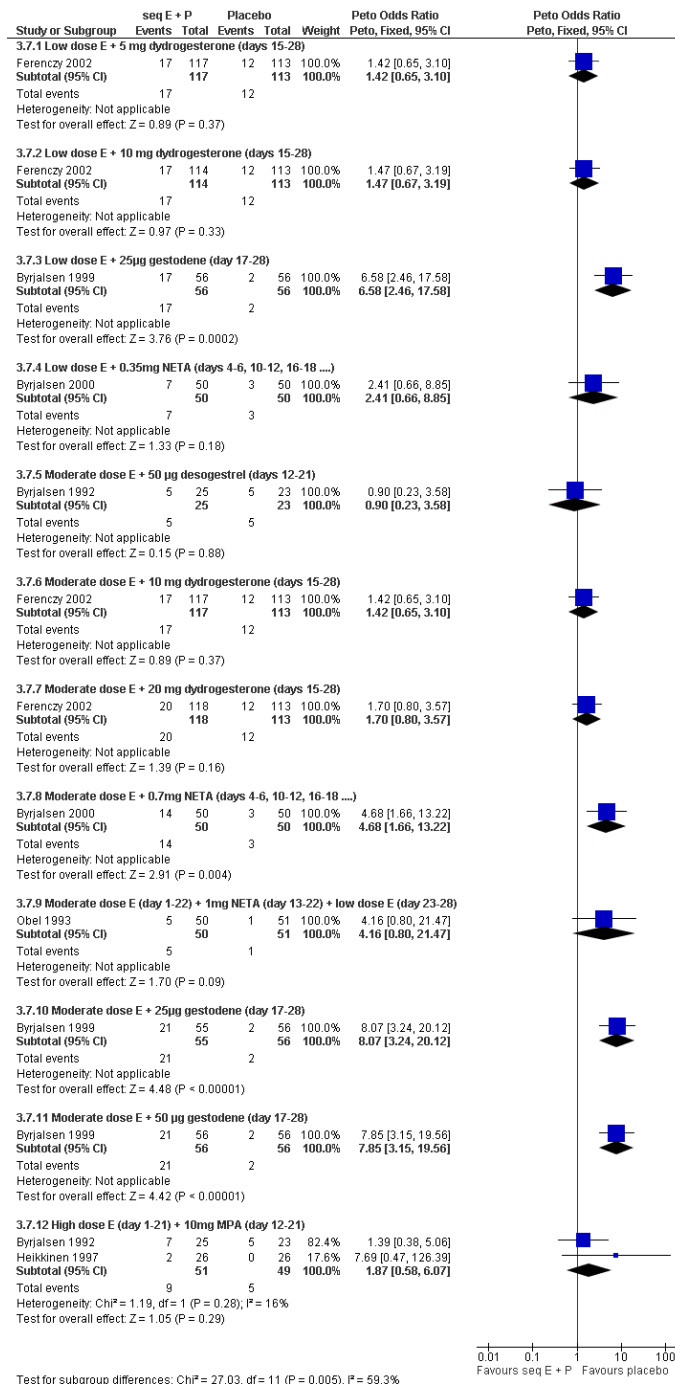 seq E + P Placebo Peto Odds Ratio Peto Odds Ratio
Study or Subgroup Events Total Events Total Weight Peto, Fixed, 95% CI Peto, Fixed, 95% CI
3.7.1 Low dose E + 5 mg dydrogesterone (days 15-28)
Ferenczy 2002 17 117 12 113 100.0% 1.42 [0.65, 3.10]
Subtotal (95% CI) 117 113 100.0% 1.42 [0.65, 3.10]
Total events 17 12
Heterogeneity: Not applicable
Test for overall effect: Z = 0.89 (P = 0.37)
3.7.2 Low dose E + 10 mg dydrogesterone (days 15-28)
Ferenczy 2002 17 114 12 113 100.0% 1.47 [0.67, 3.19]
Subtotal (95% CI) 114 113 100.0% 1.47 [0.67, 3.19]
Total events 17 12
Heterogeneity: Not applicable
Test for overall effect: Z = 0.97 (P = 0.33)
3.7.3 Low dose E + 25µg gestodene (day 17-28)
Byrjalsen 1999 17 56 2 56 100.0% 6.58 [2.46, 17.58]
Subtotal (95% CI) 56 56 100.0% 6.58 [2.46, 17.58]
Total events 17 2
Heterogeneity: Not applicable
Test for overall effect: Z = 3.76 (P = 0.0002)
3.7.4 Low dose E + 0.35mg NETA (days 4-6, 10-12, 16-18 ....)
Byrjalsen 2000 7 50 3 50 100.0% 2.41 [0.66, 8.85]
Subtotal (95% CI) 50 50 100.0% 2.41 [0.66, 8.85]
Total events 7 3
Heterogeneity: Not applicable
Test for overall effect: Z = 1.33 (P = 0.18)
3.7.5 Moderate dose E + 50 µg desogestrel (days 12-21)
Byrjalsen 1992 5 25 5 23 100.0% 0.90 [0.23, 3.58]
Subtotal (95% CI) 25 23 100.0% 0.90 [0.23, 3.58]
Total events 5 5
Heterogeneity: Not applicable
Test for overall effect: Z = 0.15 (P = 0.88)
3.7.6 Moderate dose E + 10 mg dydrogesterone (days 15-28)
Ferenczy 2002 17 117 12 113 100.0% 1.42 [0.65, 3.10]
Subtotal (95% CI) 117 113 100.0% 1.42 [0.65, 3.10]
Total events 17 12
Heterogeneity: Not applicable
Test for overall effect: Z = 0.89 (P = 0.37)
3.7.7 Moderate dose E + 20 mg dydrogesterone (days 15-28)
Ferenczy 2002 20 118 12 113 100.0% 1.70 [0.80, 3.57]
Subtotal (95% CI) 118 113 100.0% 1.70 [0.80, 3.57]
Total events 20 12
Heterogeneity: Not applicable
Test for overall effect: Z = 1.39 (P = 0.16)
3.7.8 Moderate dose E + 0.7mg NETA (days 4-6, 10-12, 16-18 ....)
Byrjalsen 2000 14 50 3 50 100.0% 4.68 [1.66, 13.22]
Subtotal (95% CI) 50 50 100.0% 4.68 [1.66, 13.22]
Total events 14 3
Heterogeneity: Not applicable
Test for overall effect: Z = 2.91 (P = 0.004)
3.7.9 Moderate dose E (day 1-22) + 1mg NETA (day 13-22) + low dose E (day 23-28)
Obel 1993 5 50 1 51 100.0% 4.16 [0.80, 21.47]
Subtotal (95% CI) 50 51 100.0% 4.16 [0.80, 21.47]
Total events 5 1
Heterogeneity: Not applicable
Test for overall effect: Z = 1.70 (P = 0.09)
3.7.10 Moderate dose E + 25µg gestodene (day 17-28)
Byrjalsen 1999 21 55 2 56 100.0% 8.07 [3.24, 20.12]
Subtotal (95% CI) 55 56 100.0% 8.07 [3.24, 20.12]
Total events 21 2
Heterogeneity: Not applicable
Test for overall effect: Z = 4.48 (P < 0.00001)
3.7.11 Moderate dose E + 50 µg gestodene (day 17-28)
Byrjalsen 1999 21 56 2 56 100.0% 7.85 [3.15, 19.56]
Subtotal (95% CI) 56 56 100.0% 7.85 [3.15, 19.56]
Total events 21 2
Heterogeneity: Not applicable
Test for overall effect: Z = 4.42 (P < 0.00001)
3.7.12 High dose E (day 1-21) + 10mg MPA (day 12-21)
Byrjalsen 1992 7 25 5 23 82.4% 1.39 [0.38, 5.06]
Heikkinen 1997 2 26 0 26 17.6% 7.69 [0.47, 126.39]
Subtotal (95% CI) 51 49 100.0% 1.87 [0.58, 6.07]
Total events 9 5
Heterogeneity: Chi² = 1.19, df = 1 (P = 0.28); I² = 16%
Test for overall effect: Z = 1.05 (P = 0.29)
0.01 0.1 1 10 100
Favours seq E + P Favours placebo
Test for subgroup differences: Chi² = 27.03, df = 11 (P = 0.005), I² = 59.3%